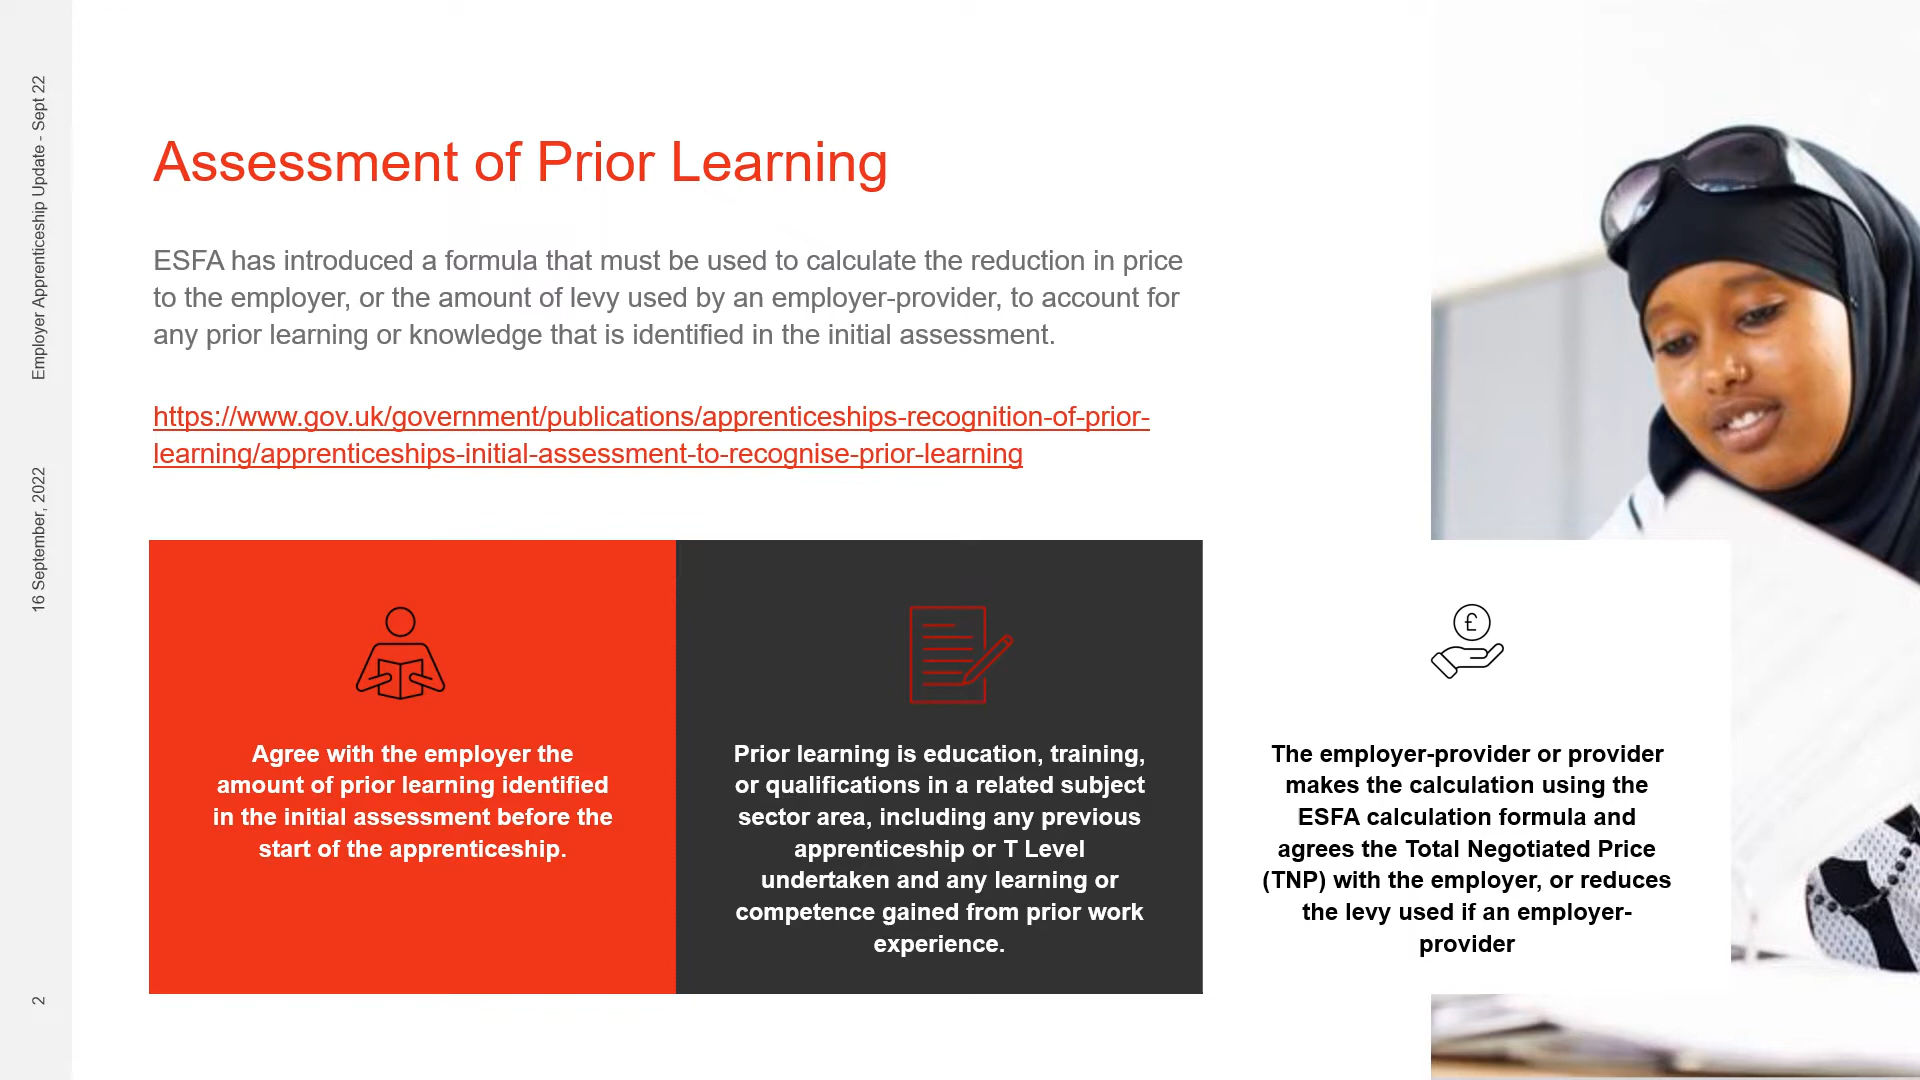 Employer Apprenticeship Update - Sept 22
16 September, 2022
2
Assessment of Prior Learning
ESFA has introduced a formula that must be used to calculate the reduction in price
to the employer, or the amount of levy used by an employer-provider, to account for
any prior learning or knowledge that is identified in the initial assessment.
https://www.gov.uk/government/publications/apprenticeships-recognition-of-prior-
learning/apprenticeships-initial-assessment-to-recognise-prior-learning
Agree with the employer the
amount of prior learning identified
in the initial assessment before the
start of the apprenticeship.
Prior learning is education, training,
or qualifications in a related subject
sector area, including any previous
apprenticeship or T Level
undertaken and any learning or
competence gained from prior work
experience.
£
The employer-provider or provider
makes the calculation using the
ESFA calculation formula and
agrees the Total Negotiated Price
(TNP) with the employer, or reduces
the levy used if an employer-
provider